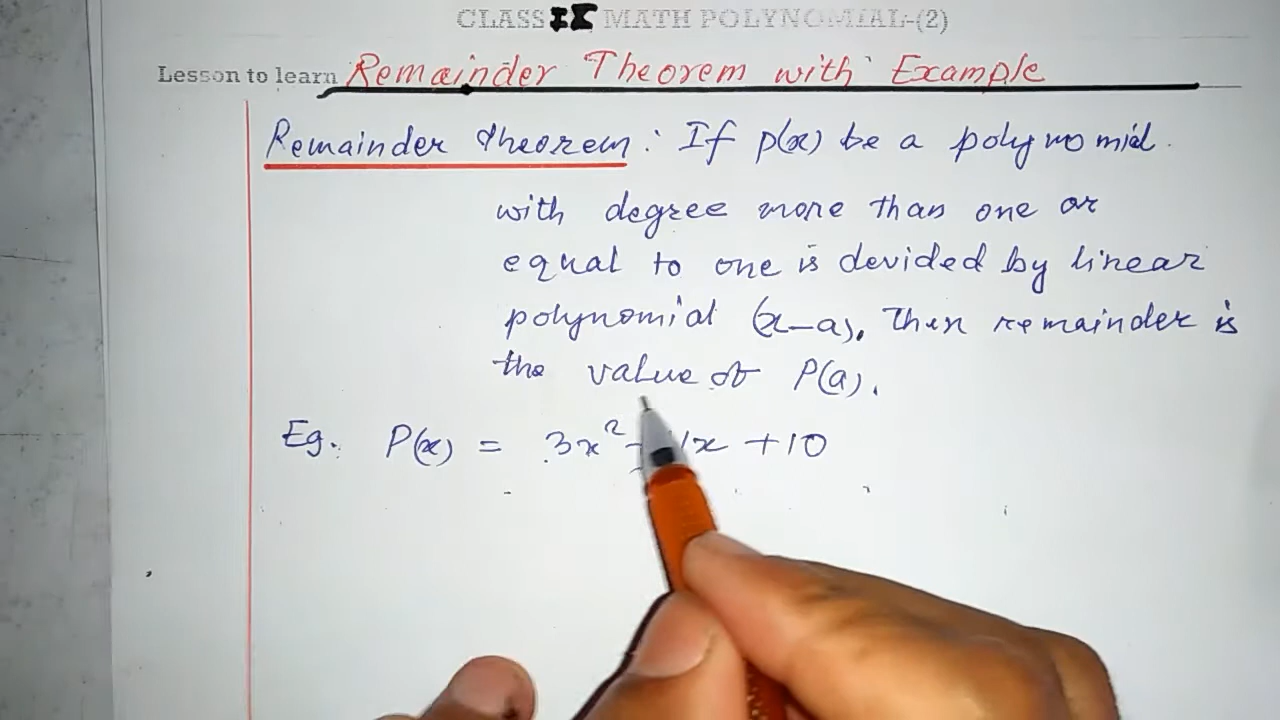 CLASS IX MATH POLYNOMIAL:-(2)
Lesson to learn Remainder Theorem with Example
Remainder Theorem: If p(x) be a polynomial.
with degree more than one or
equal to one is devided by linear
polynomial (x-a), Then remainder is
the value of P(a).
Eg. P(x) = 3x² x + 10